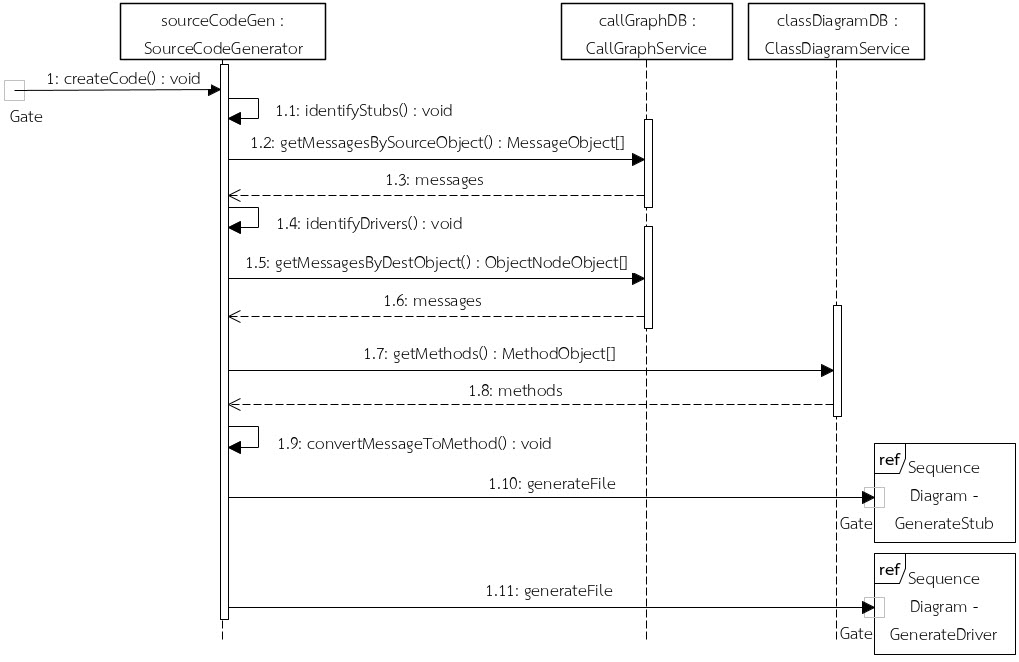 sourceCodeGen :
SourceCodeGenerator
callGraphDB :
CallGraphService
classDiagramDB :
ClassDiagramService
1: createCode() : void
Gate
1.1: identifyStubs() : void
1.2: getMessagesBySourceObject() : MessageObject[]
1.3: messages
1.4: identifyDrivers() : void
1.5: getMessagesByDestObject() : ObjectNodeObject[]
1.6: messages
1.7: getMethods() : MethodObject[]
1.8: methods
1.9: convertMessageToMethod() : void
1.10: generateFile
ref
Sequence
Diagram -
GenerateStub
Gate
1.11: generateFile
ref
Sequence
Diagram -
GenerateDriver
Gate